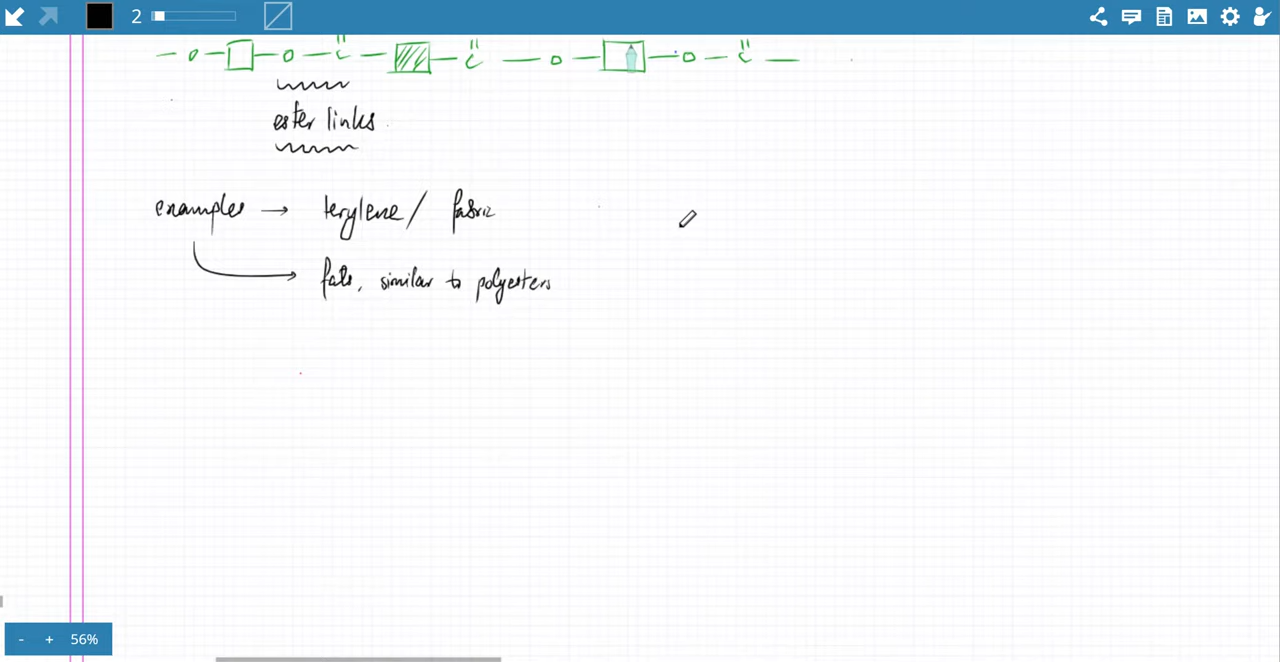 2
— O — □ — O — C — ▨ — C — O — □ — O — C —
ester links
examples → terylene / fabric
fats, similar to polyesters
- + 56%